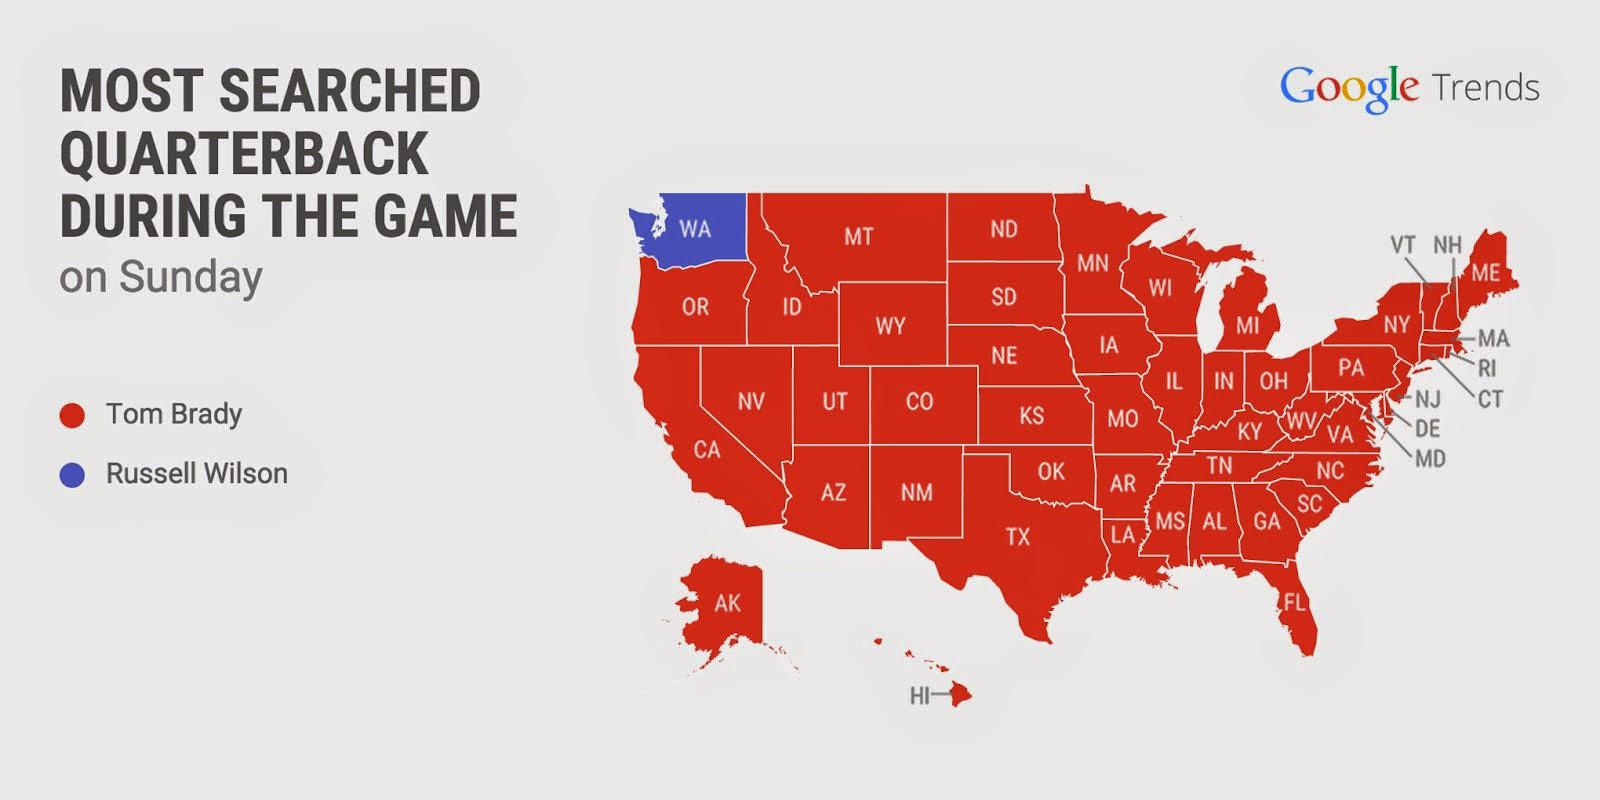 MOST SEARCHED
QUARTERBACK
DURING THE GAME
on Sunday
Google Trends
Tom Brady
Russell Wilson
WA
MT
ND
MN
VT
NH
ME
OR
ID
WY
SD
WI
MI
NY
MA
RI
CT
NE
IA
NV
UT
CO
KS
MO
IL
IN
OH
PA
NJ
DE
MD
CA
KY
WV
VA
AZ
NM
OK
AR
TN
NC
SC
TX
LA
MS
AL
GA
FL
AK
HI